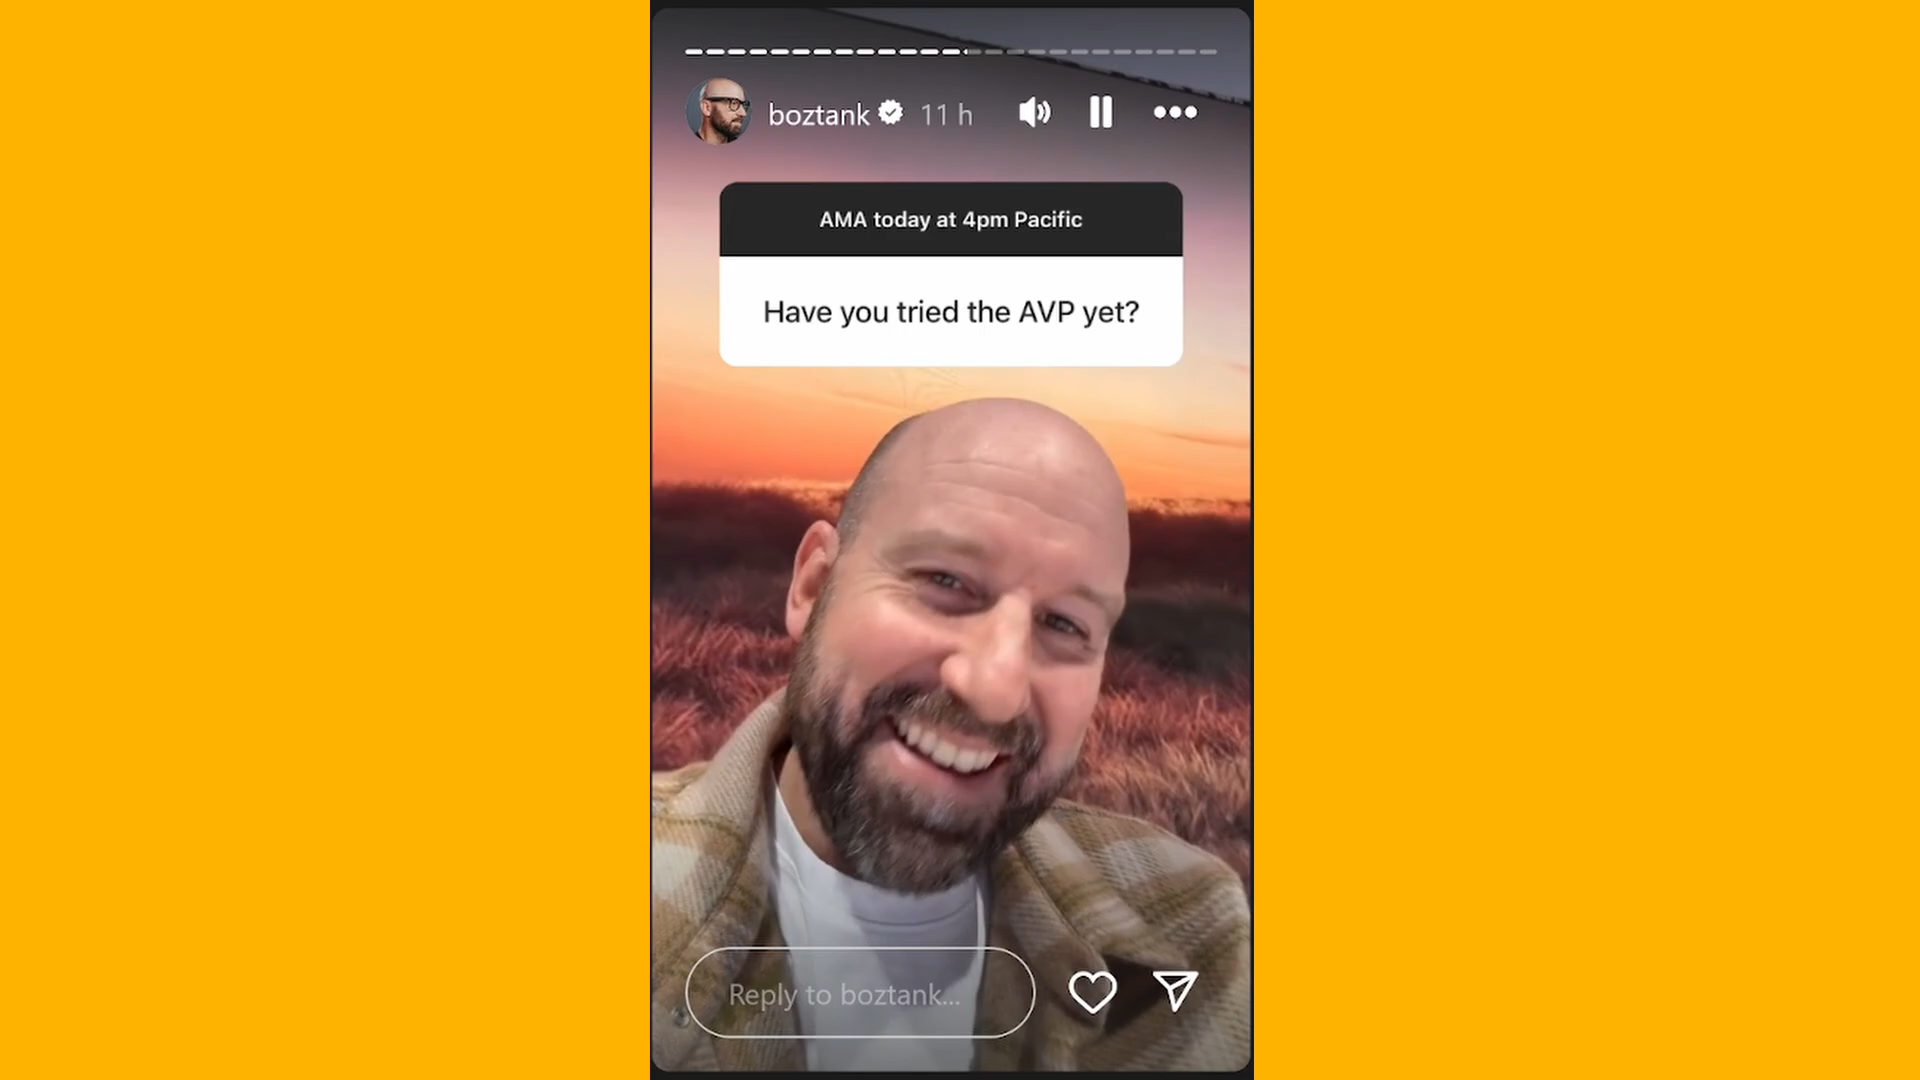 boztank 11 h
AMA today at 4pm Pacific
Have you tried the AVP yet?
Reply to boztank...